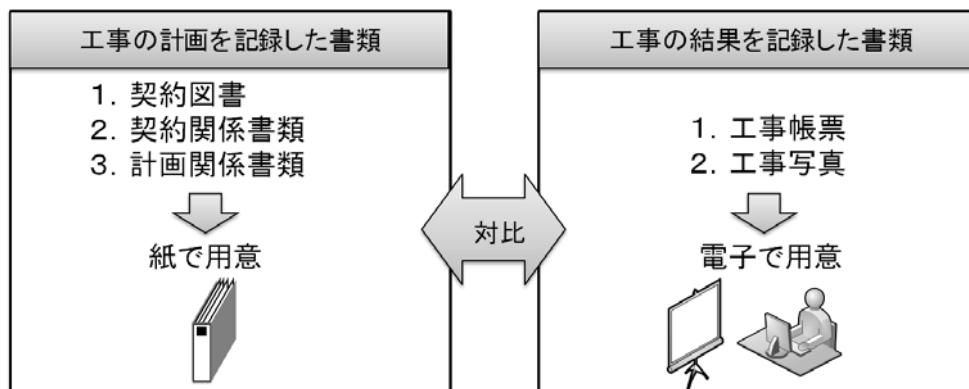 工事の計画を記録した書類
1. 契約図書
2. 契約関係書類
3. 計画関係書類
紙で用意
対比
工事の結果を記録した書類
1. 工事帳票
2. 工事写真
電子で用意